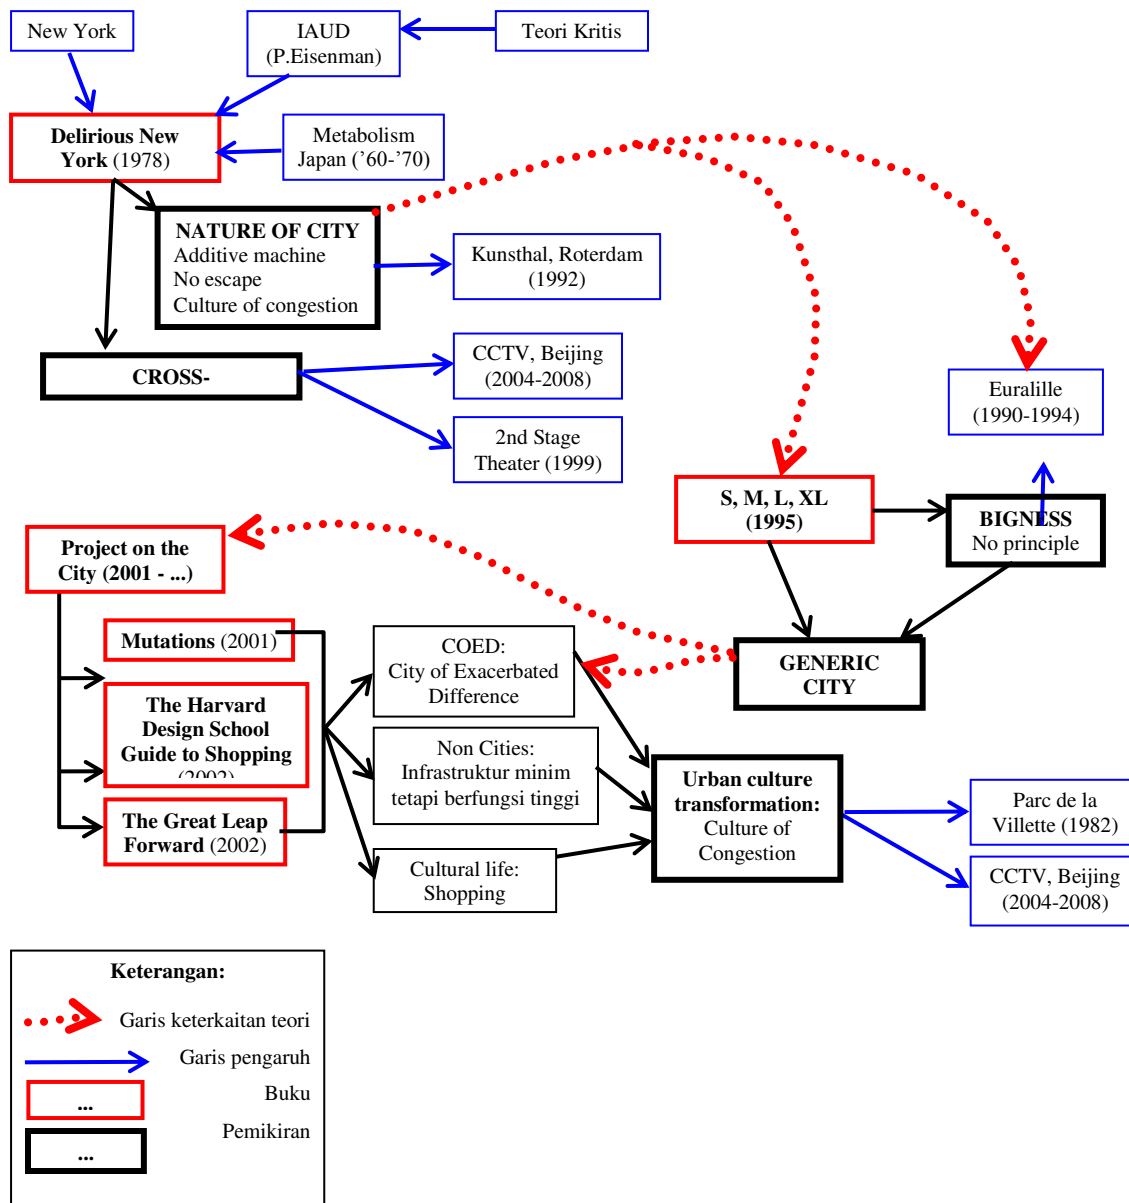 New York
IAUD
(P.Eisenman)
Teori Kritis
Delirious New
York (1978)
Metabolism
Japan ('60-'70)
NATURE OF CITY
Additive machine
No escape
Culture of congestion
Kunsthal, Roterdam
(1992)
CROSS-
CCTV, Beijing
(2004-2008)
2nd Stage
Theater (1999)
Euralille
(1990-1994)
S, M, L, XL
(1995)
BIGNESS
No principle
Project on the
City (2001 - ...)
Mutations (2001)
The Harvard
Design School
Guide to Shopping
The Great Leap
Forward (2002)
COED:
City of Exacerbated
Difference
Non Cities:
Infrastruktur minim
tetapi berfungsi tinggi
Cultural life:
Shopping
GENERIC
CITY
Urban culture
transformation:
Culture of
Congestion
Parc de la
Villette (1982)
CCTV, Beijing
(2004-2008)
Keterangan:
Garis keterkaitan teori
Garis pengaruh
...
Buku
...
Pemikiran